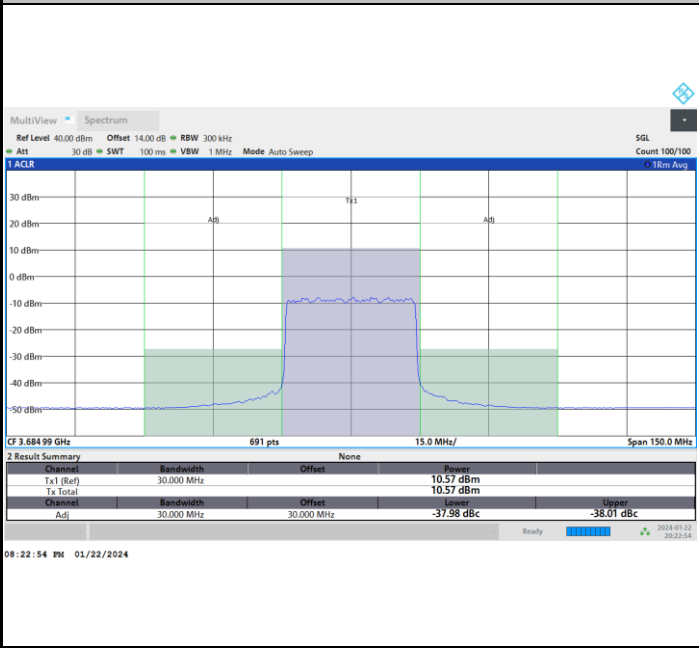 MultiView Spectrum
Ref Level 40.00 dBm Offset 14.00 dB RBW 300 kHz SGL
Att 30 dB SWT 100 ms VBW 1 MHz Mode Auto Sweep Count 100/100
1 ACLR 1Rm Avg
30 dBm
Tx1
20 dBm
Adj Adj
10 dBm
0 dBm
-10 dBm
-20 dBm
-30 dBm
-40 dBm
-50 dBm
CF 3.684 99 GHz 691 pts 15.0 MHz/ Span 150.0 MHz
2 Result Summary None
Channel Bandwidth Offset Power
Tx1 (Ref) 30.000 MHz 10.57 dBm
Tx Total 10.57 dBm
Channel Bandwidth Offset Lower Upper
Adj 30.000 MHz 30.000 MHz -37.98 dBc -38.01 dBc
Ready 2024-01-22
20:22:54
08:22:54 PM 01/22/2024